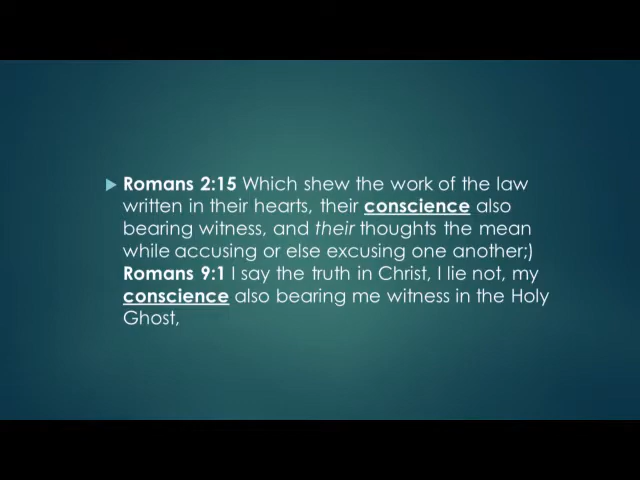 Romans 2:15 Which shew the work of the law
written in their hearts, their conscience also
bearing witness, and their thoughts the mean
while accusing or else excusing one another;)
Romans 9:1 I say the truth in Christ, I lie not, my
conscience also bearing me witness in the Holy
Ghost,